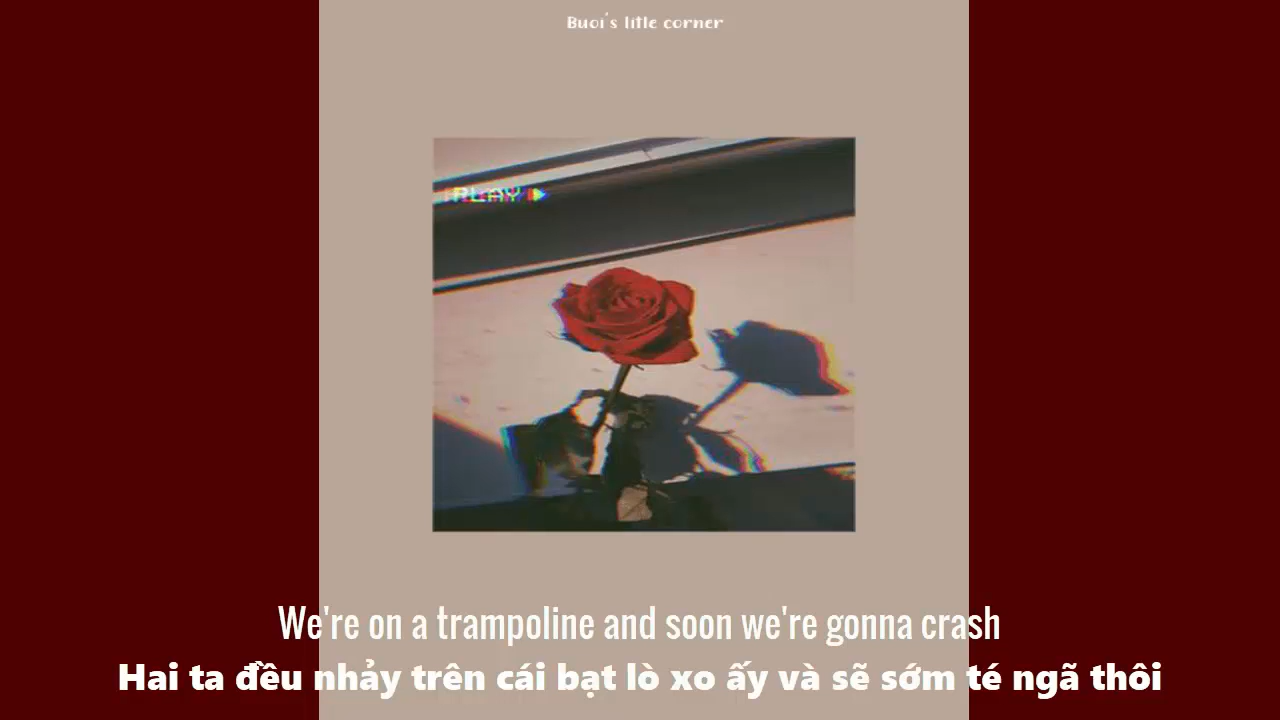 Buoi's litle corner
PLAY
We're on a trampoline and soon we're gonna crash
Hai ta đều nhảy trên cái bạt lò xo ấy và sẽ sớm té ngã thôi